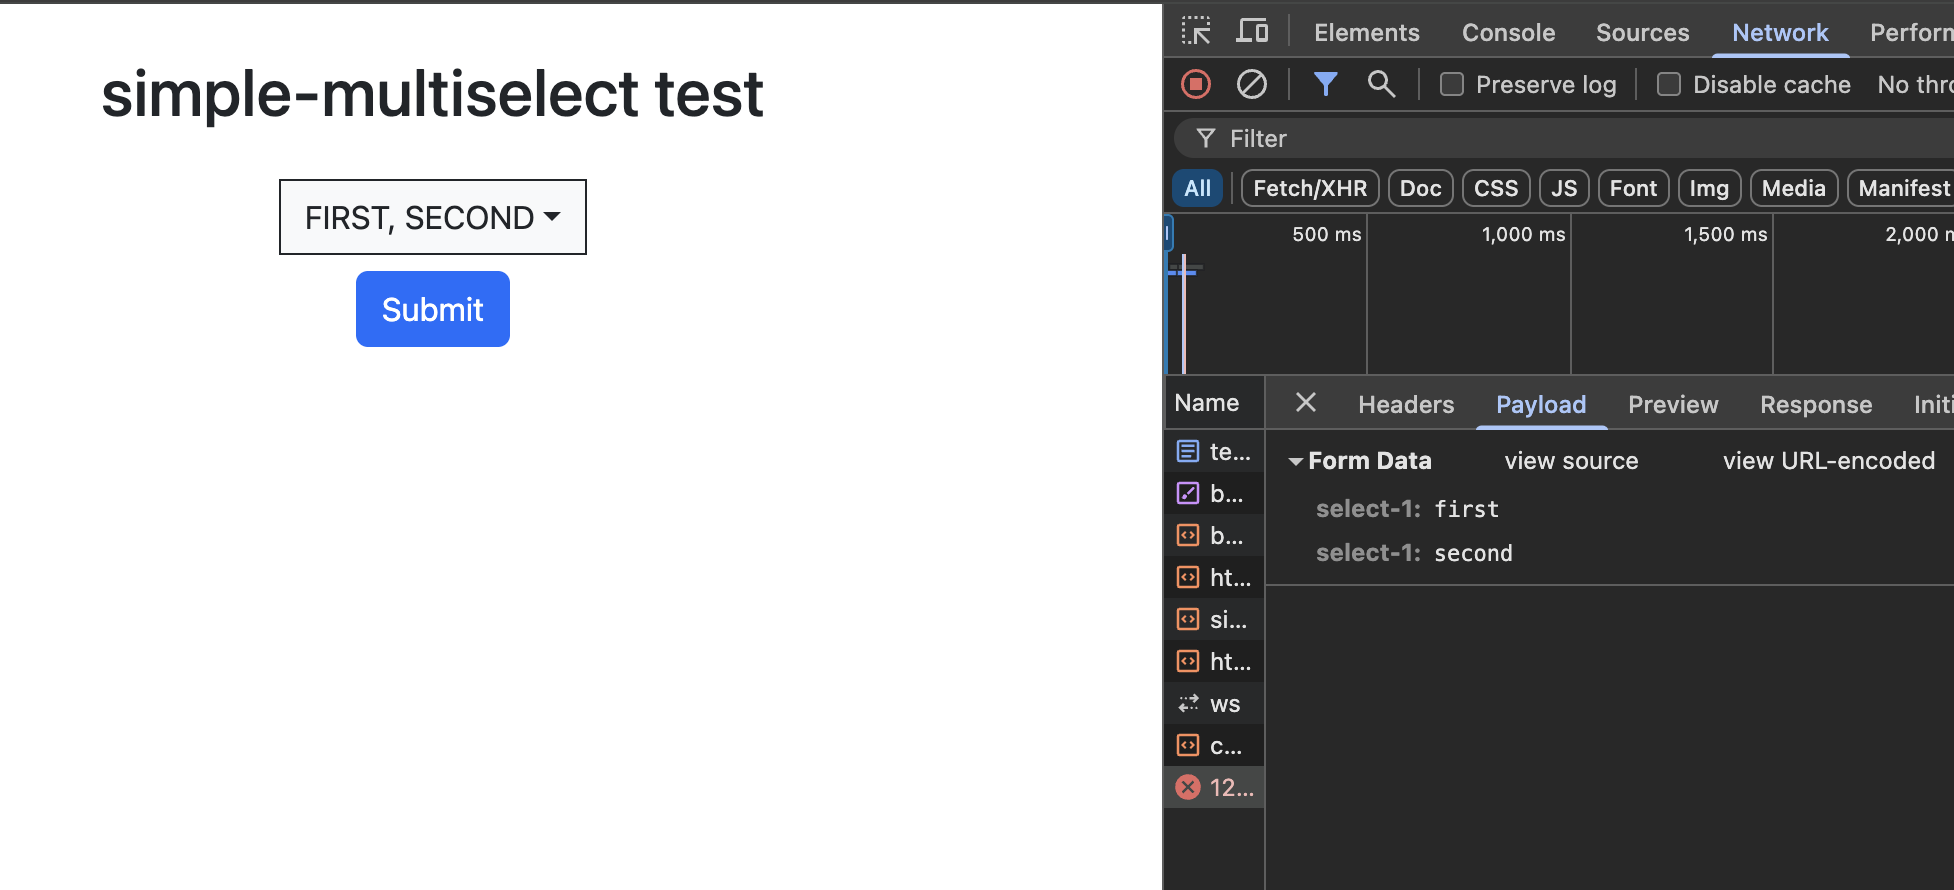 simple-multiselect test
FIRST, SECOND
Submit
Elements Console Sources Network Perforn
Preserve log Disable cache No thro
Filter
All Fetch/XHR Doc CSS JS Font Img Media Manifest
500 ms 1,000 ms 1,500 ms 2,000 m
Name Headers Payload Preview Response Initi
te...
b...
b...
ht...
si...
ht...
ws
c...
12...
Form Data view source view URL-encoded
select-1: first
select-1: second